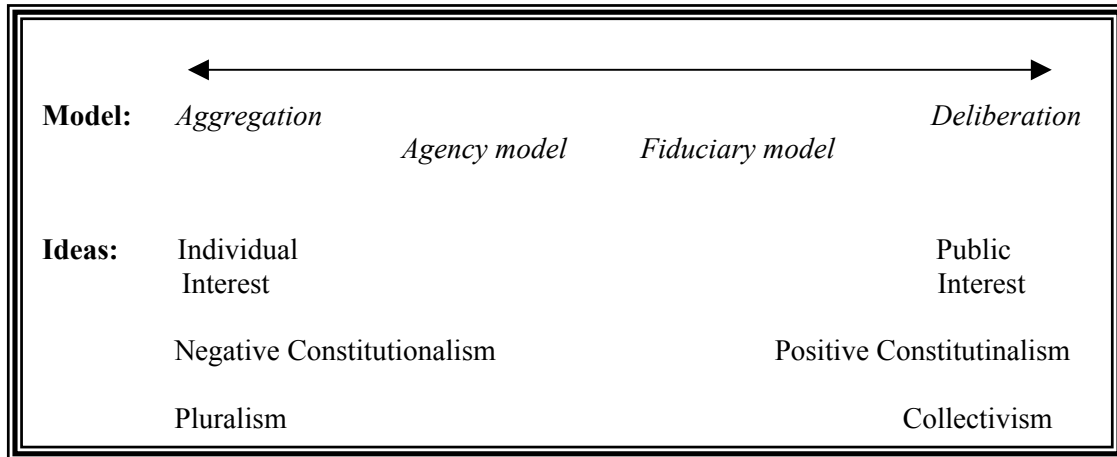 Model: Aggregation Deliberation
Agency model Fiduciary model
Ideas: Individual Public
Interest Interest
Negative Constitutionalism Positive Constitutinalism
Pluralism Collectivism